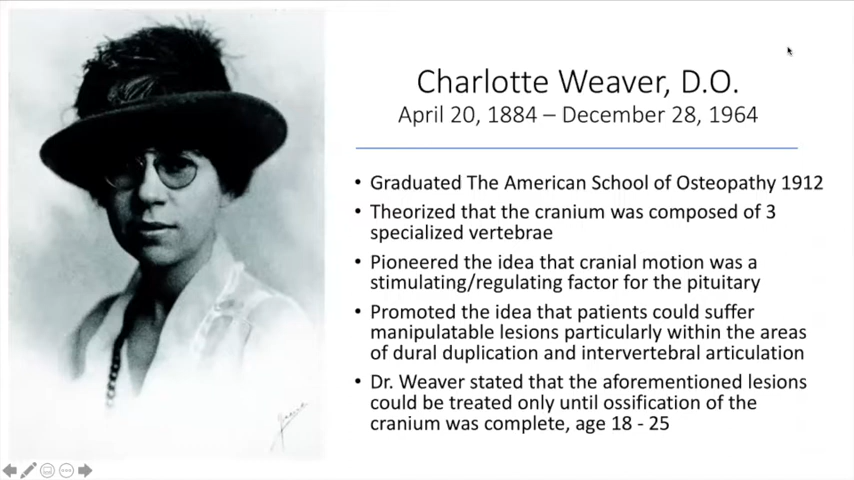 Charlotte Weaver, D.O.
April 20, 1884 – December 28, 1964
• Graduated The American School of Osteopathy 1912
• Theorized that the cranium was composed of 3
specialized vertebrae
• Pioneered the idea that cranial motion was a
stimulating/regulating factor for the pituitary
• Promoted the idea that patients could suffer
manipulatable lesions particularly within the areas
of dural duplication and intervertebral articulation
• Dr. Weaver stated that the aforementioned lesions
could be treated only until ossification of the
cranium was complete, age 18 - 25